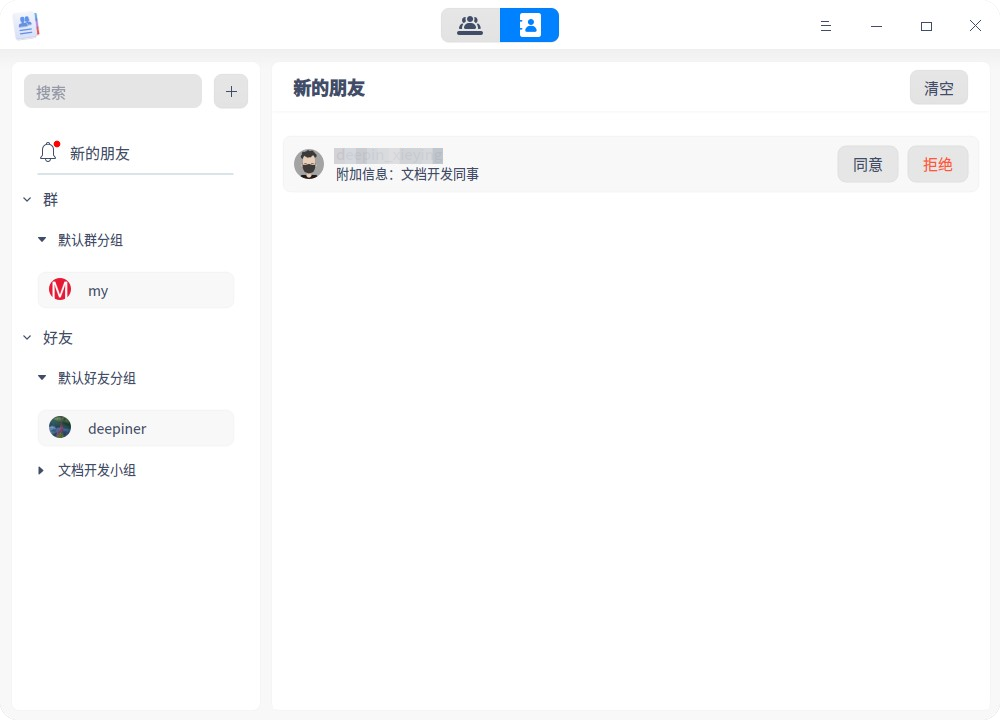 搜索
新的朋友
群
默认群分组
M my
好友
默认好友分组
deepiner
文档开发小组
新的朋友
清空
附加信息：文档开发同事
同意
拒绝